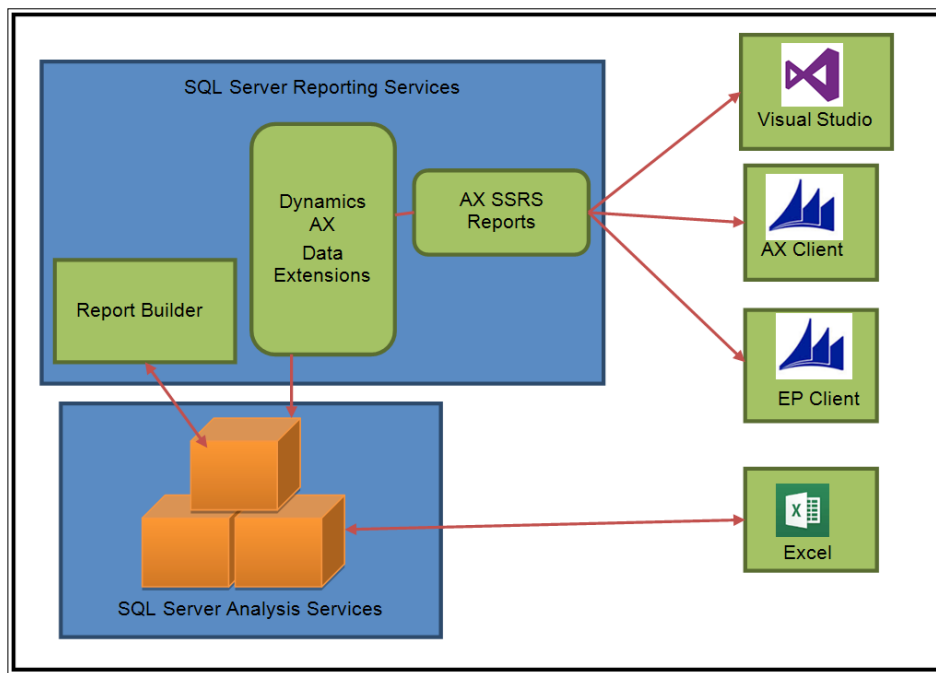 SQL Server Reporting Services
Visual Studio
Dynamics
AX
Data
Extensions
AX SSRS
Reports
AX Client
Report Builder
EP Client
X
Excel
SQL Server Analysis Services